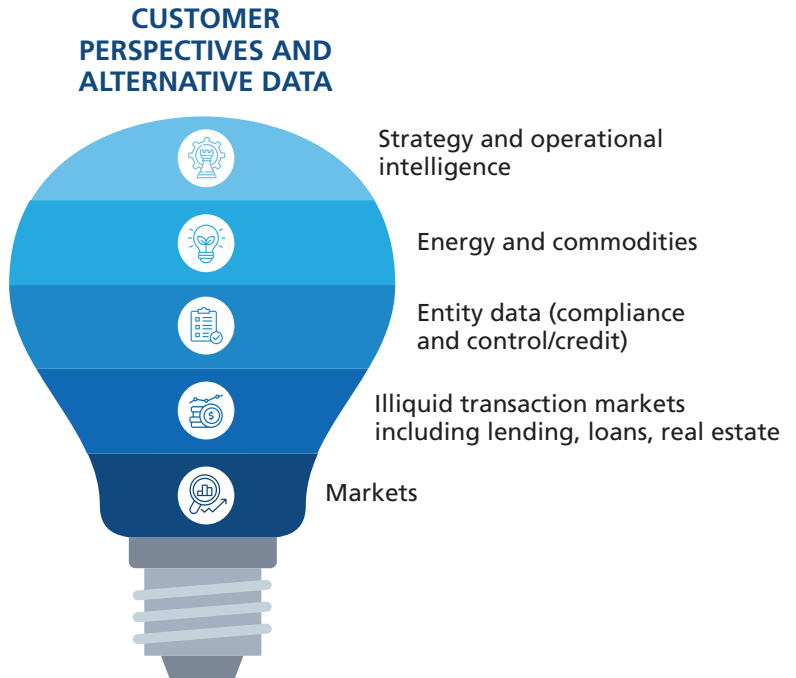 CUSTOMER
PERSPECTIVES AND
ALTERNATIVE DATA
Strategy and operational
intelligence
Energy and commodities
Entity data (compliance
and control/credit)
Illiquid transaction markets
including lending, loans, real estate
Markets